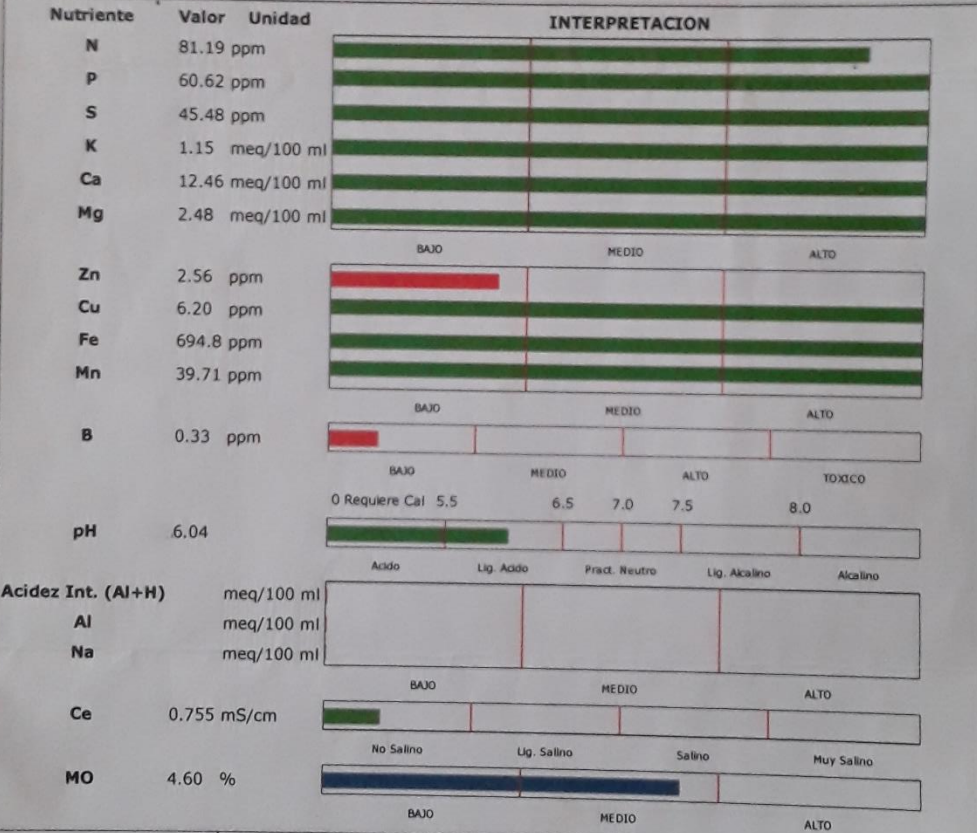 Nutriente Valor Unidad INTERPRETACION
N 81.19 ppm
P 60.62 ppm
S 45.48 ppm
K 1.15 meq/100 ml
Ca 12.46 meq/100 ml
Mg 2.48 meq/100 ml
BAJO MEDIO ALTO
Zn 2.56 ppm
Cu 6.20 ppm
Fe 694.8 ppm
Mn 39.71 ppm
BAJO MEDIO ALTO
B 0.33 ppm
BAJO MEDIO ALTO TOXICO
0 Requiere Cal 5.5 6.5 7.0 7.5 8.0
pH 6.04
Acido Lig. Acido Pract. Neutro Lig. Alcalino Alcalino
Acidez Int. (Al+H) meq/100 ml
Al meq/100 ml
Na meq/100 ml
BAJO MEDIO ALTO
Ce 0.755 mS/cm
No Salino Lig. Salino Salino Muy Salino
MO 4.60 %
BAJO MEDIO ALTO